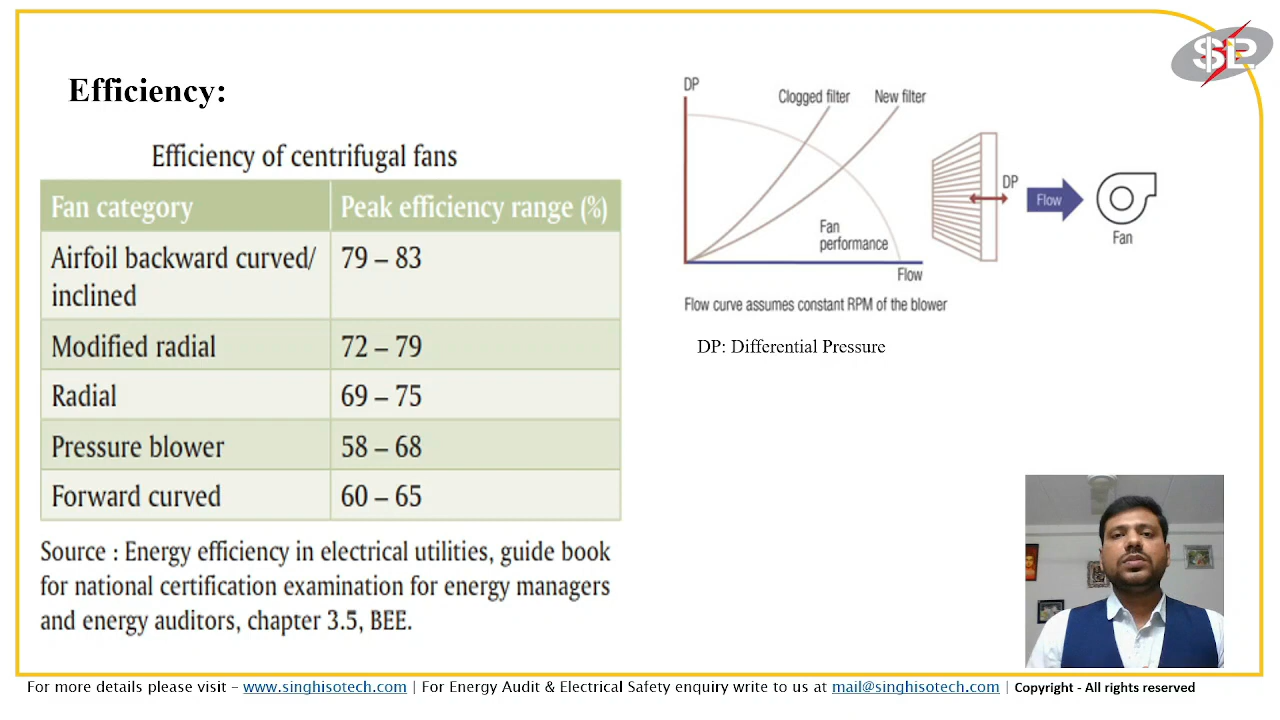 SLP
Efficiency:
Efficiency of centrifugal fans
Fan category Peak efficiency range (%)
Airfoil backward curved/ 79 – 83
inclined
Modified radial 72 – 79
Radial 69 – 75
Pressure blower 58 – 68
Forward curved 60 – 65
Source : Energy efficiency in electrical utilities, guide book
for national certification examination for energy managers
and energy auditors, chapter 3.5, BEE.
DP
Clogged filter
New filter
Fan
performance
Flow
DP
Flow
Fan
Flow curve assumes constant RPM of the blower
DP: Differential Pressure
For more details please visit – www.singhisotech.com | For Energy Audit & Electrical Safety enquiry write to us at mail@singhisotech.com | Copyright - All rights reserved